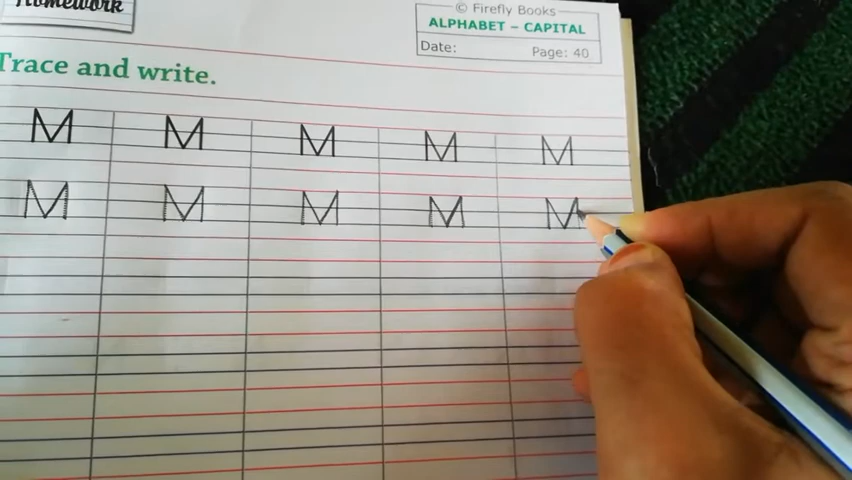 Homework
© Firefly Books
ALPHABET – CAPITAL
Date: Page: 40
Trace and write.
M M M M M
M M M M M